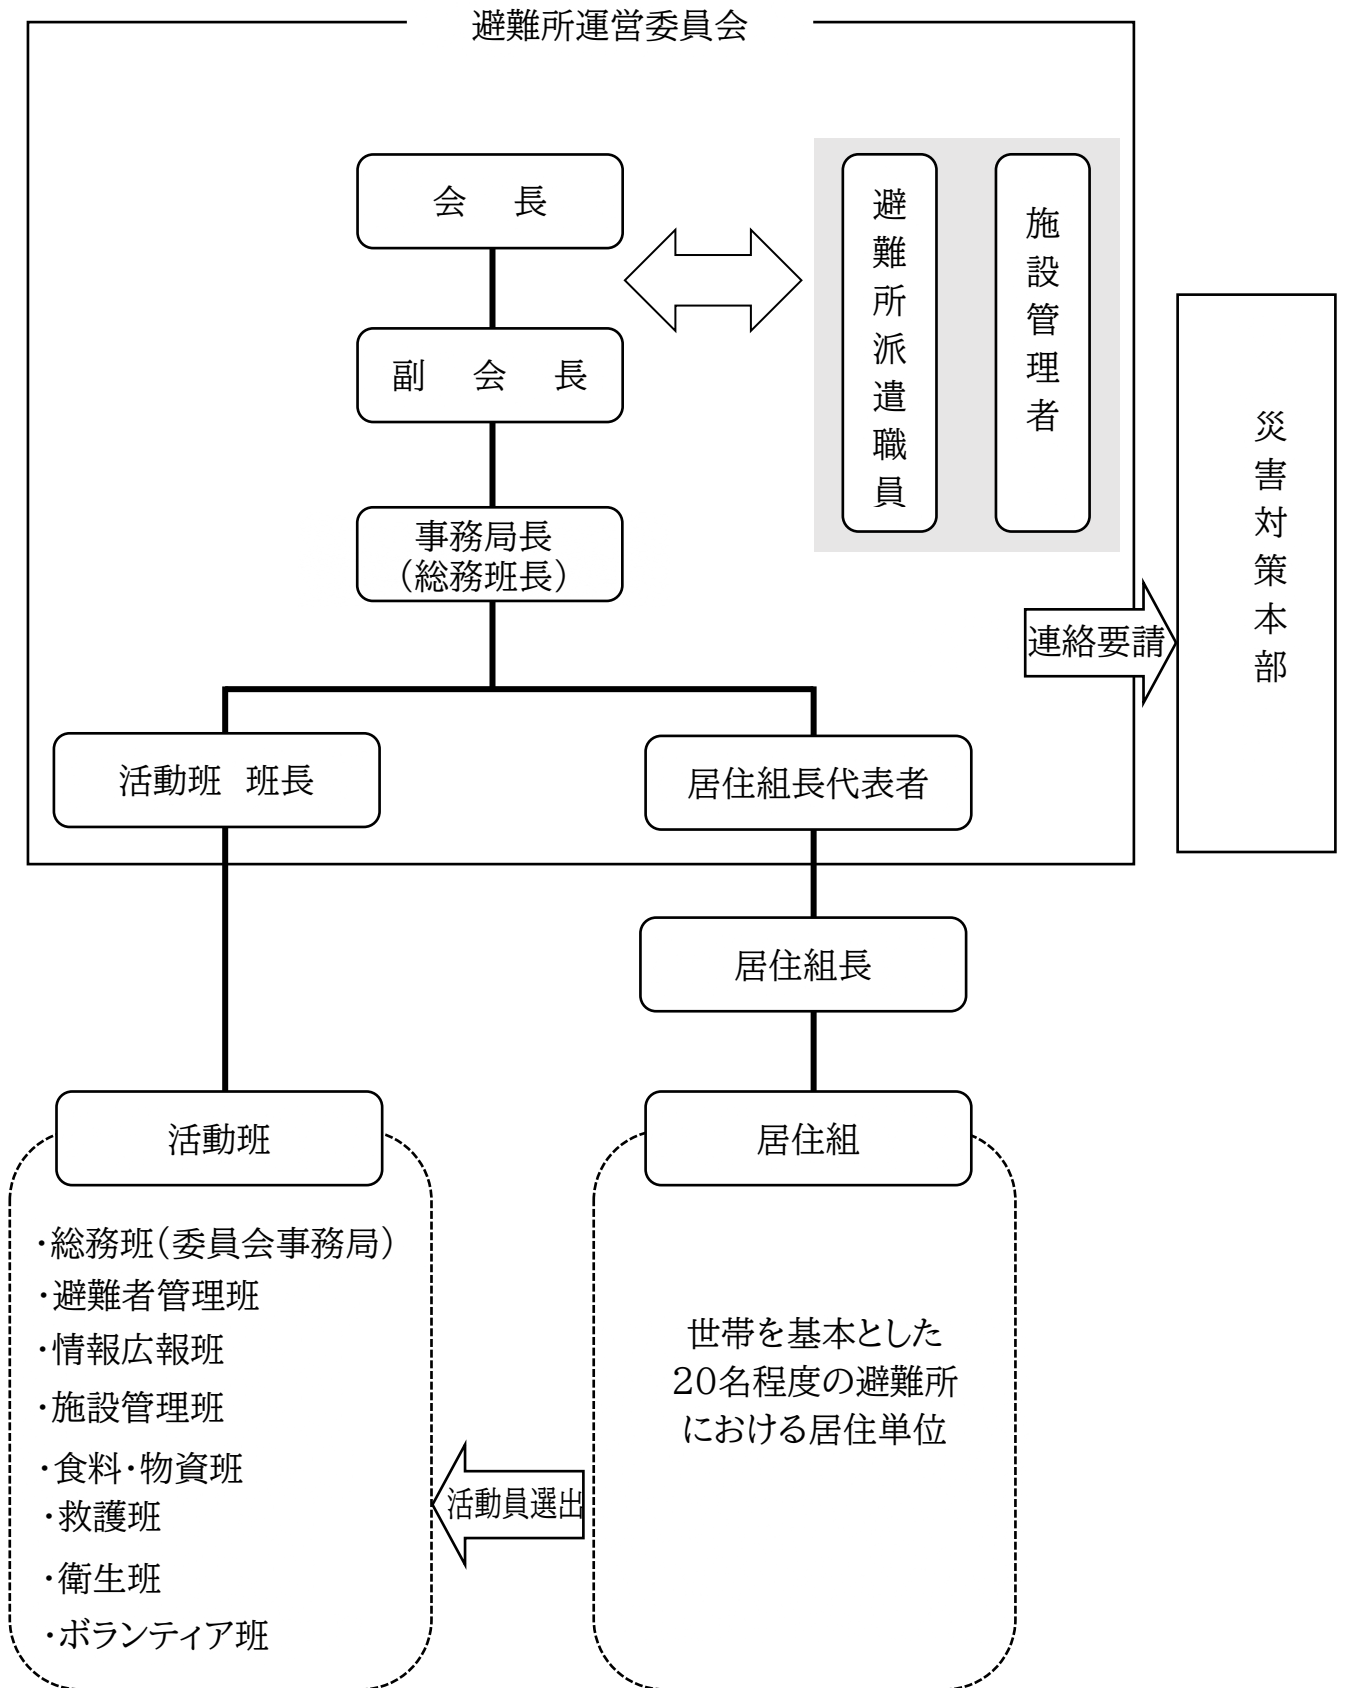 避難所運営委員会
会　長
避難所派遣職員
施設管理者
副　会　長
災害対策本部
事務局長
（総務班長）
連絡要請
活動班　班長
居住組長代表者
居住組長
活動班
・総務班（委員会事務局）
・避難者管理班
・情報広報班
・施設管理班
・食料・物資班
・救護班
・衛生班
・ボランティア班
活動員選出
居住組
世帯を基本とした
20名程度の避難所
における居住単位